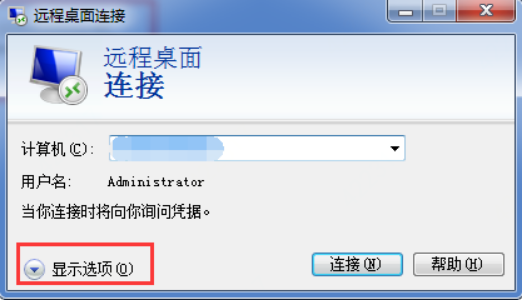 远程桌面连接
远程桌面
连接
计算机(C):
用户名: Administrator
当你连接时将向你询问凭据。
显示选项(O) 连接(N) 帮助(H)